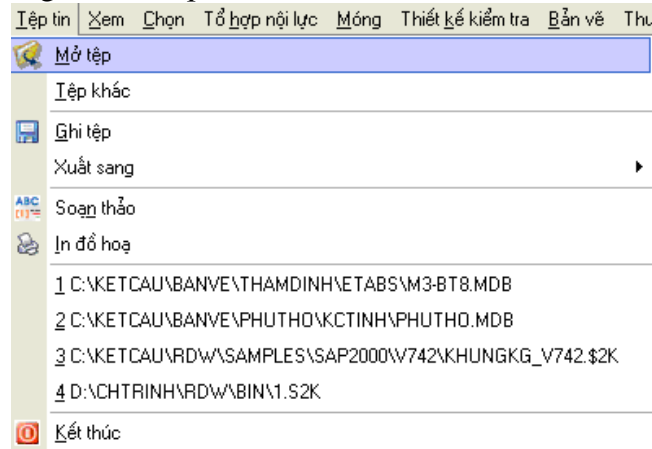 Tệp tin Xem Chọn Tổ hợp nội lực Móng Thiết kế kiểm tra Bản vẽ
Mở tệp
Tệp khác
Ghi tệp
Xuất sang
ABC Soạn thảo
In đồ hoạ
1 C:\KETCAU\BANVE\THAMDINH\ETABS\M3-BT8.MDB
2 C:\KETCAU\BANVE\PHUTHO\KCTINH\PHUTHO.MDB
3 C:\KETCAU\RDW\SAMPLES\SAP2000\V742\KHUNGKG_V742.$2K
4 D:\CHTRINH\RDW\BIN\1.S2K
Kết thúc